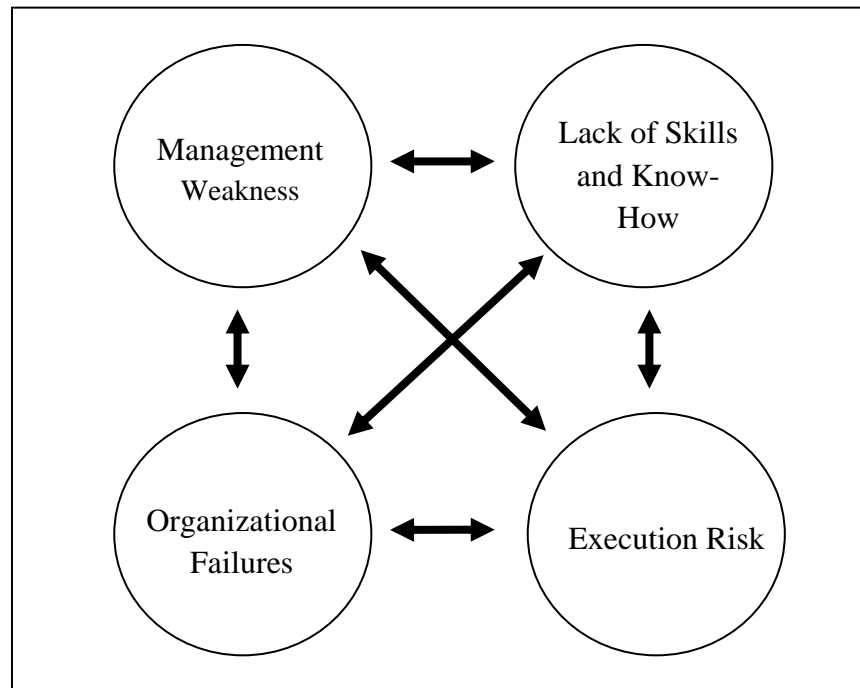 Management
Weakness
Lack of Skills
and Know-
How
Organizational
Failures
Execution Risk